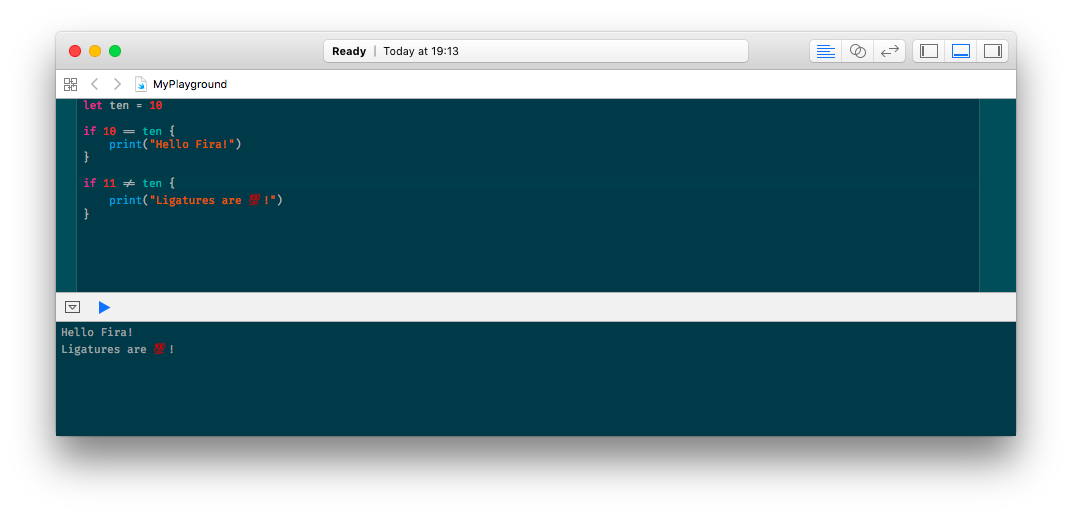 Ready | Today at 19:13
MyPlayground
let ten = 10
if 10 == ten {
    print("Hello Fira!")
}
if 11 ≠ ten {
    print("Ligatures are 💯!")
}
Hello Fira!
Ligatures are 💯!